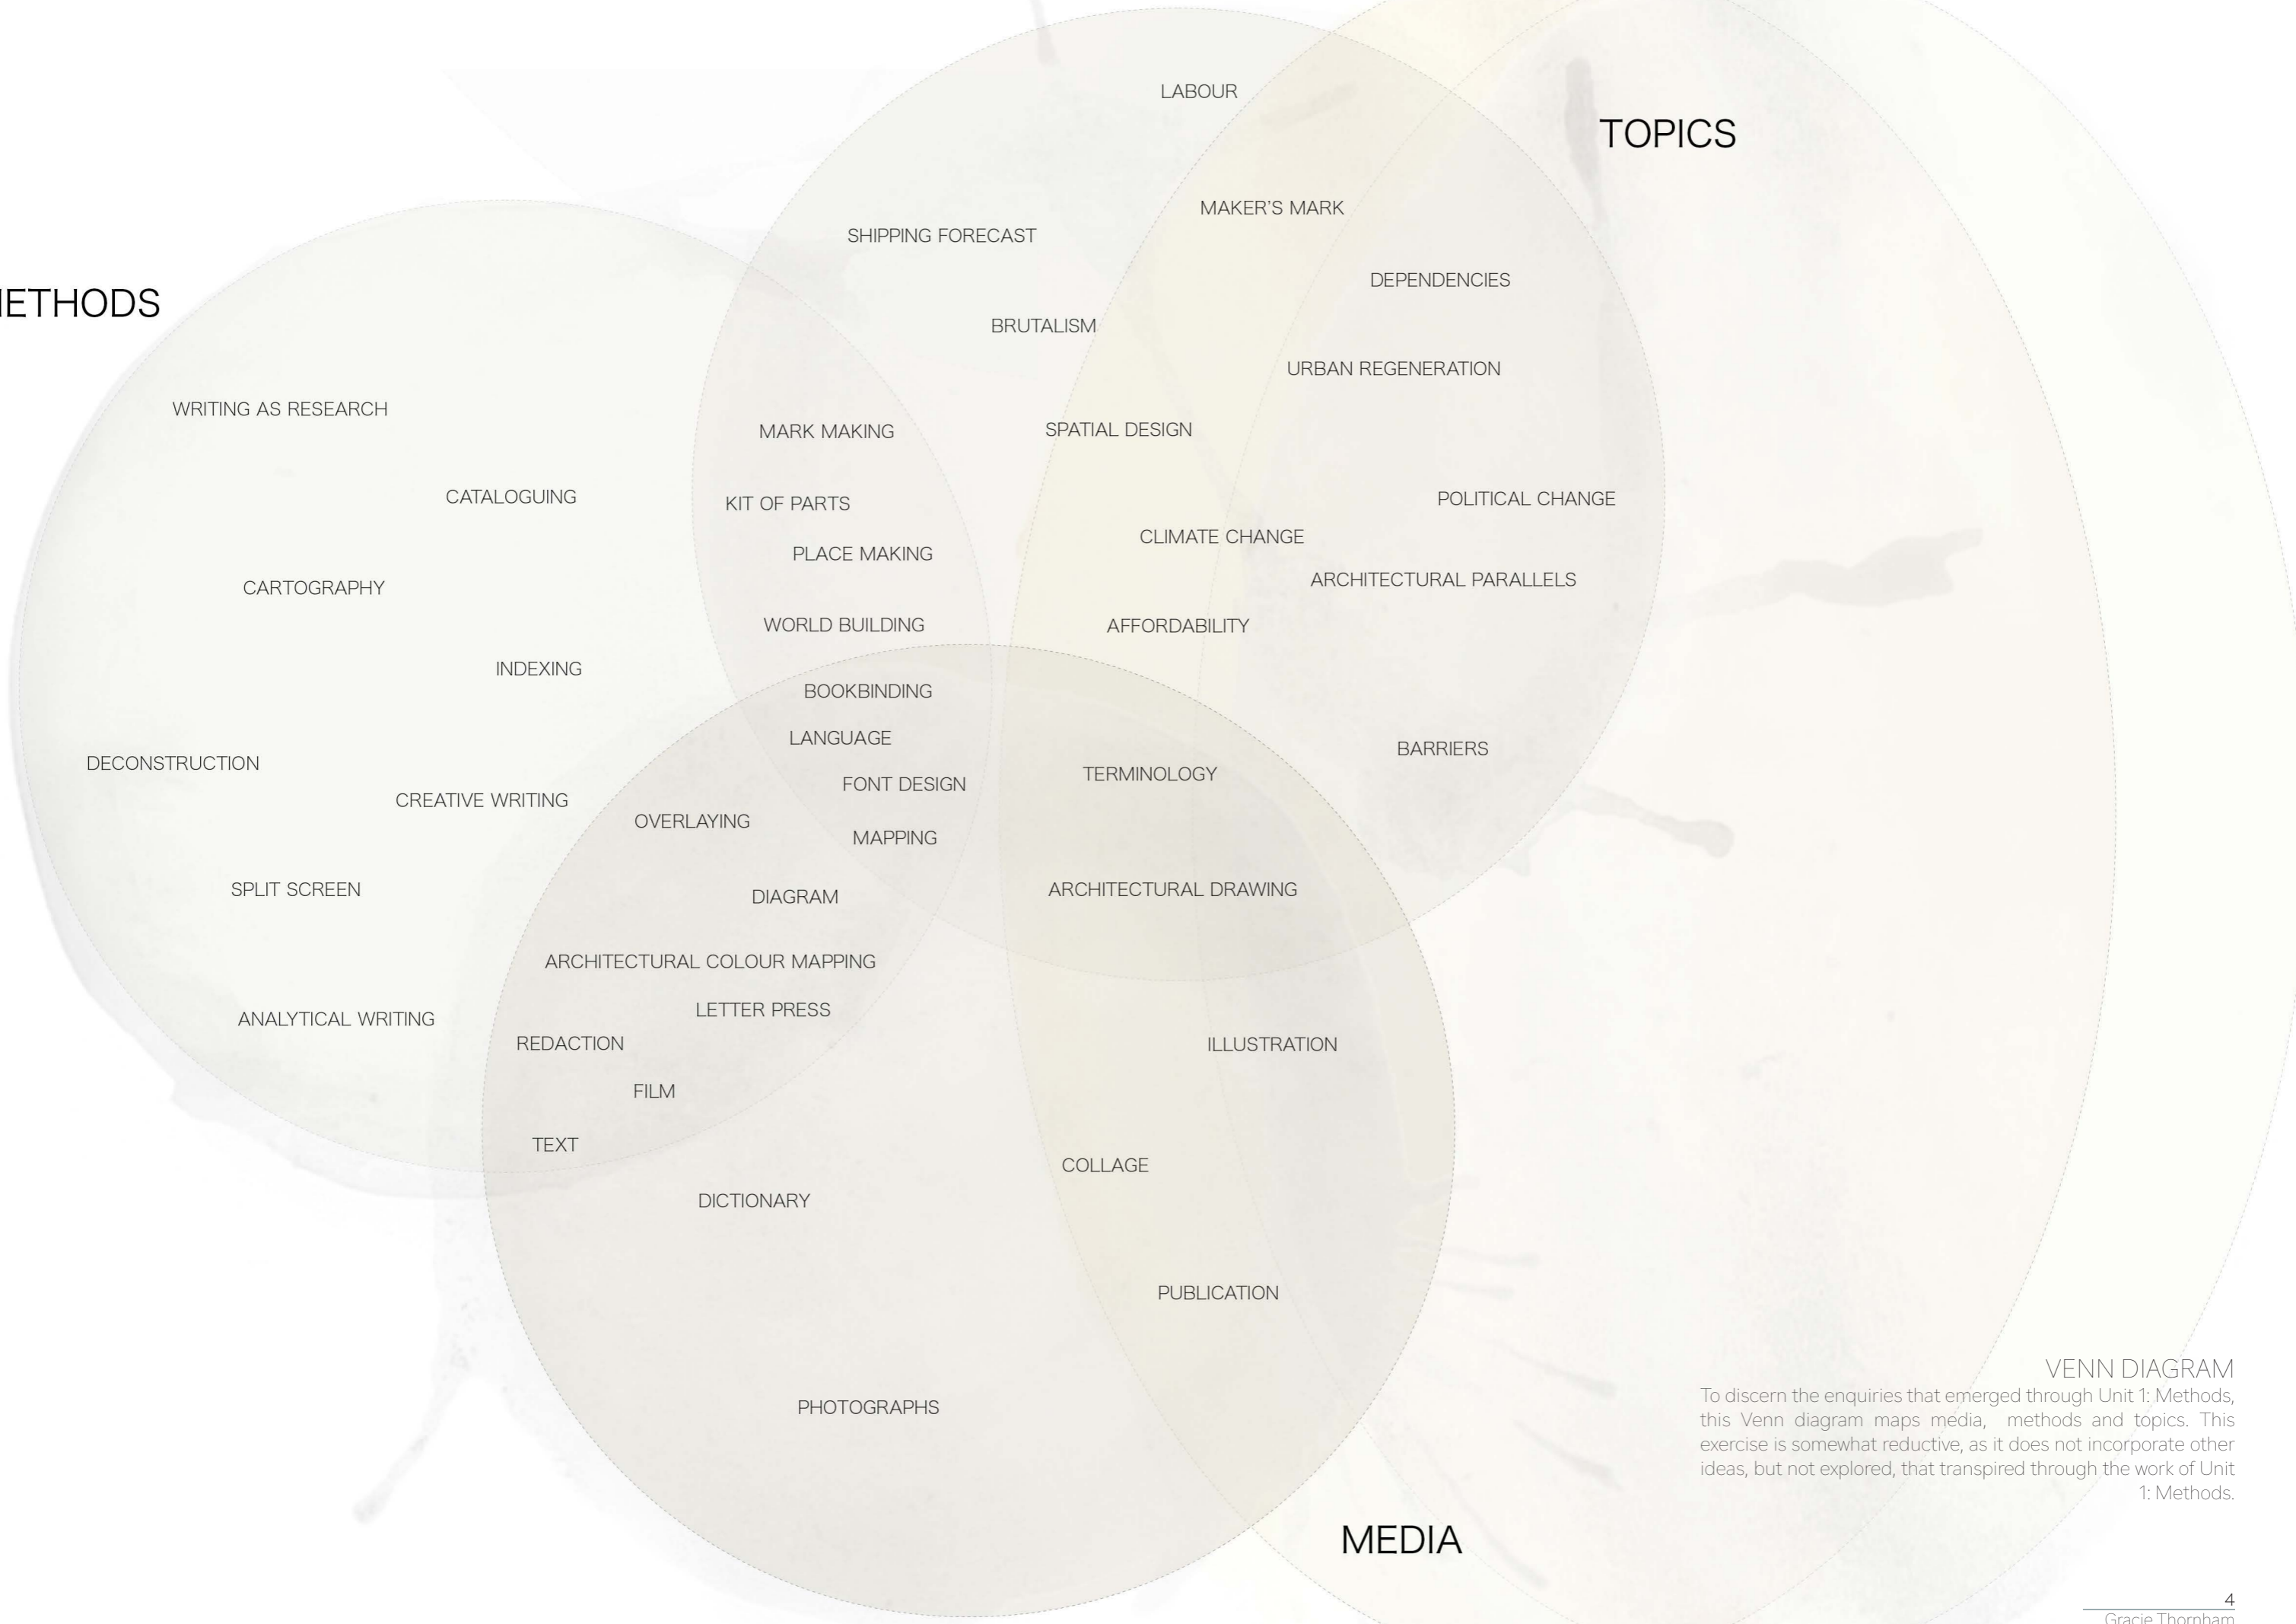 LABOUR
TOPICS
MAKER'S MARK
SHIPPING FORECAST
DEPENDENCIES
ETHODS
BRUTALISM
URBAN REGENERATION
WRITING AS RESEARCH
MARK MAKING
SPATIAL DESIGN
CATALOGUING
KIT OF PARTS
POLITICAL CHANGE
CLIMATE CHANGE
PLACE MAKING
ARCHITECTURAL PARALLELS
CARTOGRAPHY
WORLD BUILDING
AFFORDABILITY
INDEXING
BOOKBINDING
LANGUAGE
BARRIERS
DECONSTRUCTION
TERMINOLOGY
FONT DESIGN
CREATIVE WRITING
OVERLAYING
MAPPING
SPLIT SCREEN
DIAGRAM
ARCHITECTURAL DRAWING
ARCHITECTURAL COLOUR MAPPING
LETTER PRESS
ANALYTICAL WRITING
REDACTION
ILLUSTRATION
FILM
TEXT
COLLAGE
DICTIONARY
PUBLICATION
PHOTOGRAPHS
MEDIA
VENN DIAGRAM
To discern the enquiries that emerged through Unit 1: Methods,
this Venn diagram maps media, methods and topics. This
exercise is somewhat reductive, as it does not incorporate other
ideas, but not explored, that transpired through the work of Unit
1: Methods.
4
Gracie Thornham